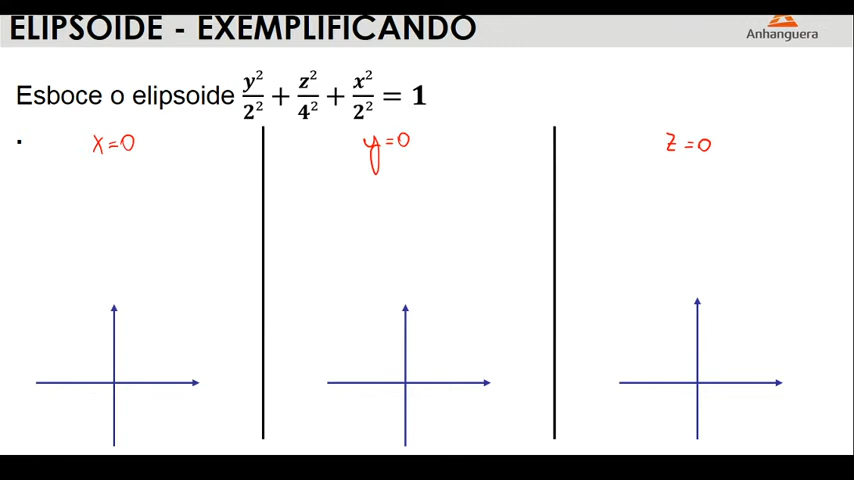 ELIPSOIDE - EXEMPLIFICANDO
Anhanguera
Esboce o elipsoide y²/2² + z²/4² + x²/2² = 1
.
x=0
y=0
z=0